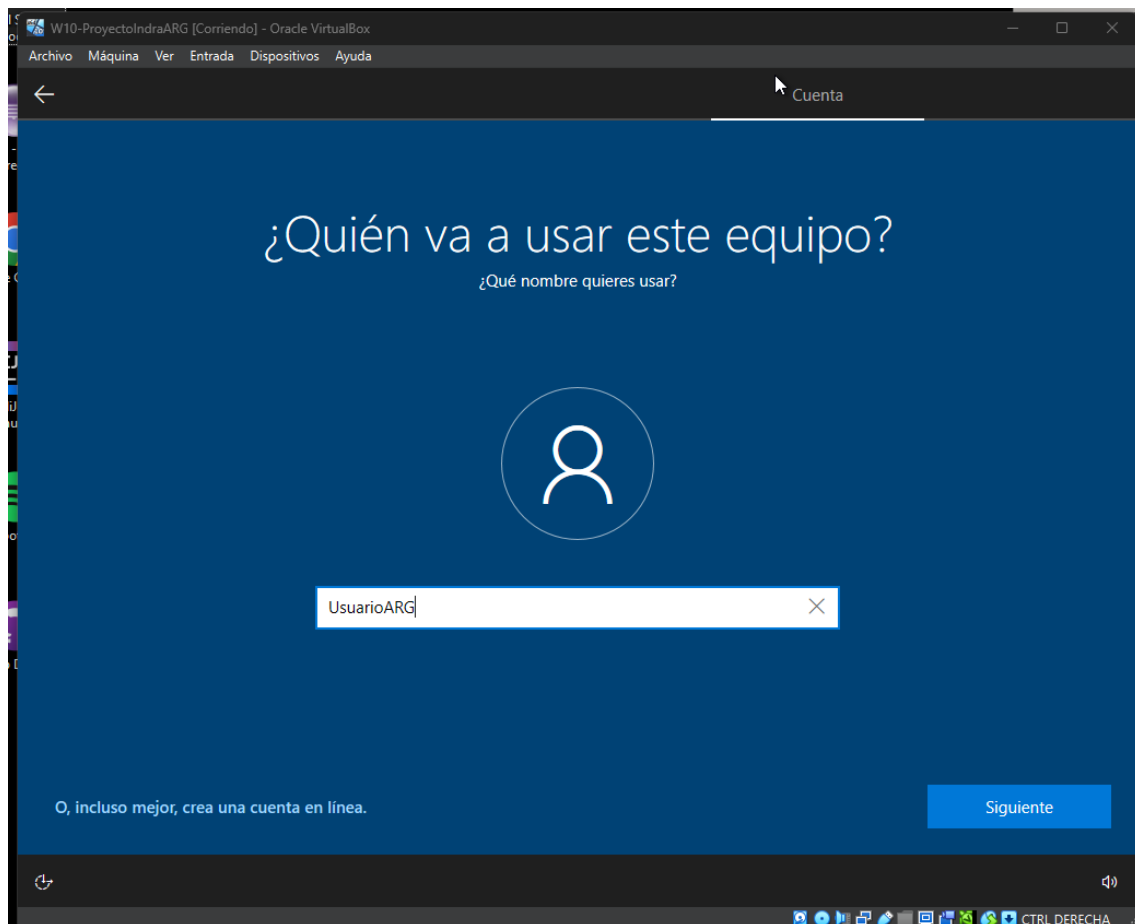 W10-ProyectoIndraARG [Corriendo] - Oracle VirtualBox
Archivo Máquina Ver Entrada Dispositivos Ayuda
Cuenta
¿Quién va a usar este equipo?
¿Qué nombre quieres usar?
UsuarioARG
O, incluso mejor, crea una cuenta en línea.
Siguiente
CTRL DERECHA